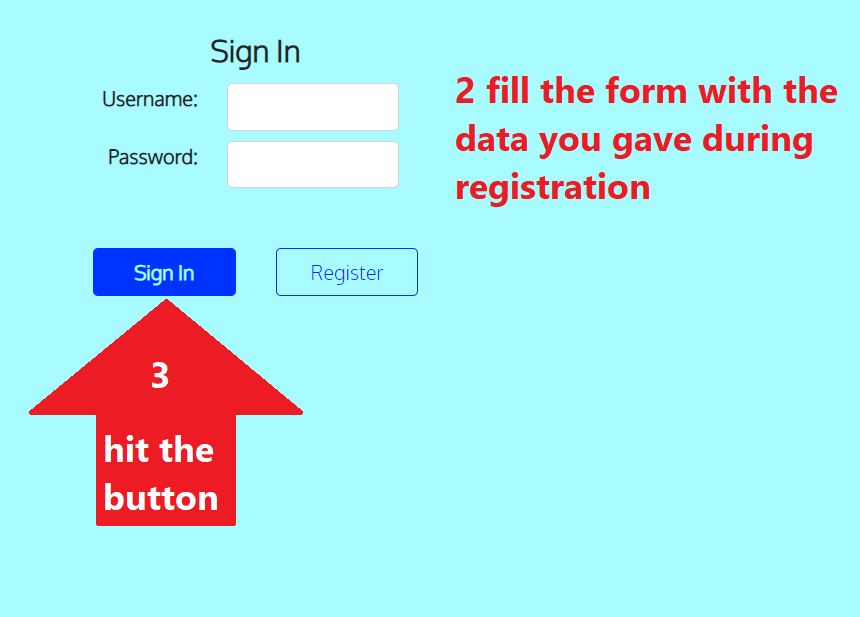 Sign In
Username:
2 fill the form with the
data you gave during
registration
Password:
Sign In
Register
3
hit the
button